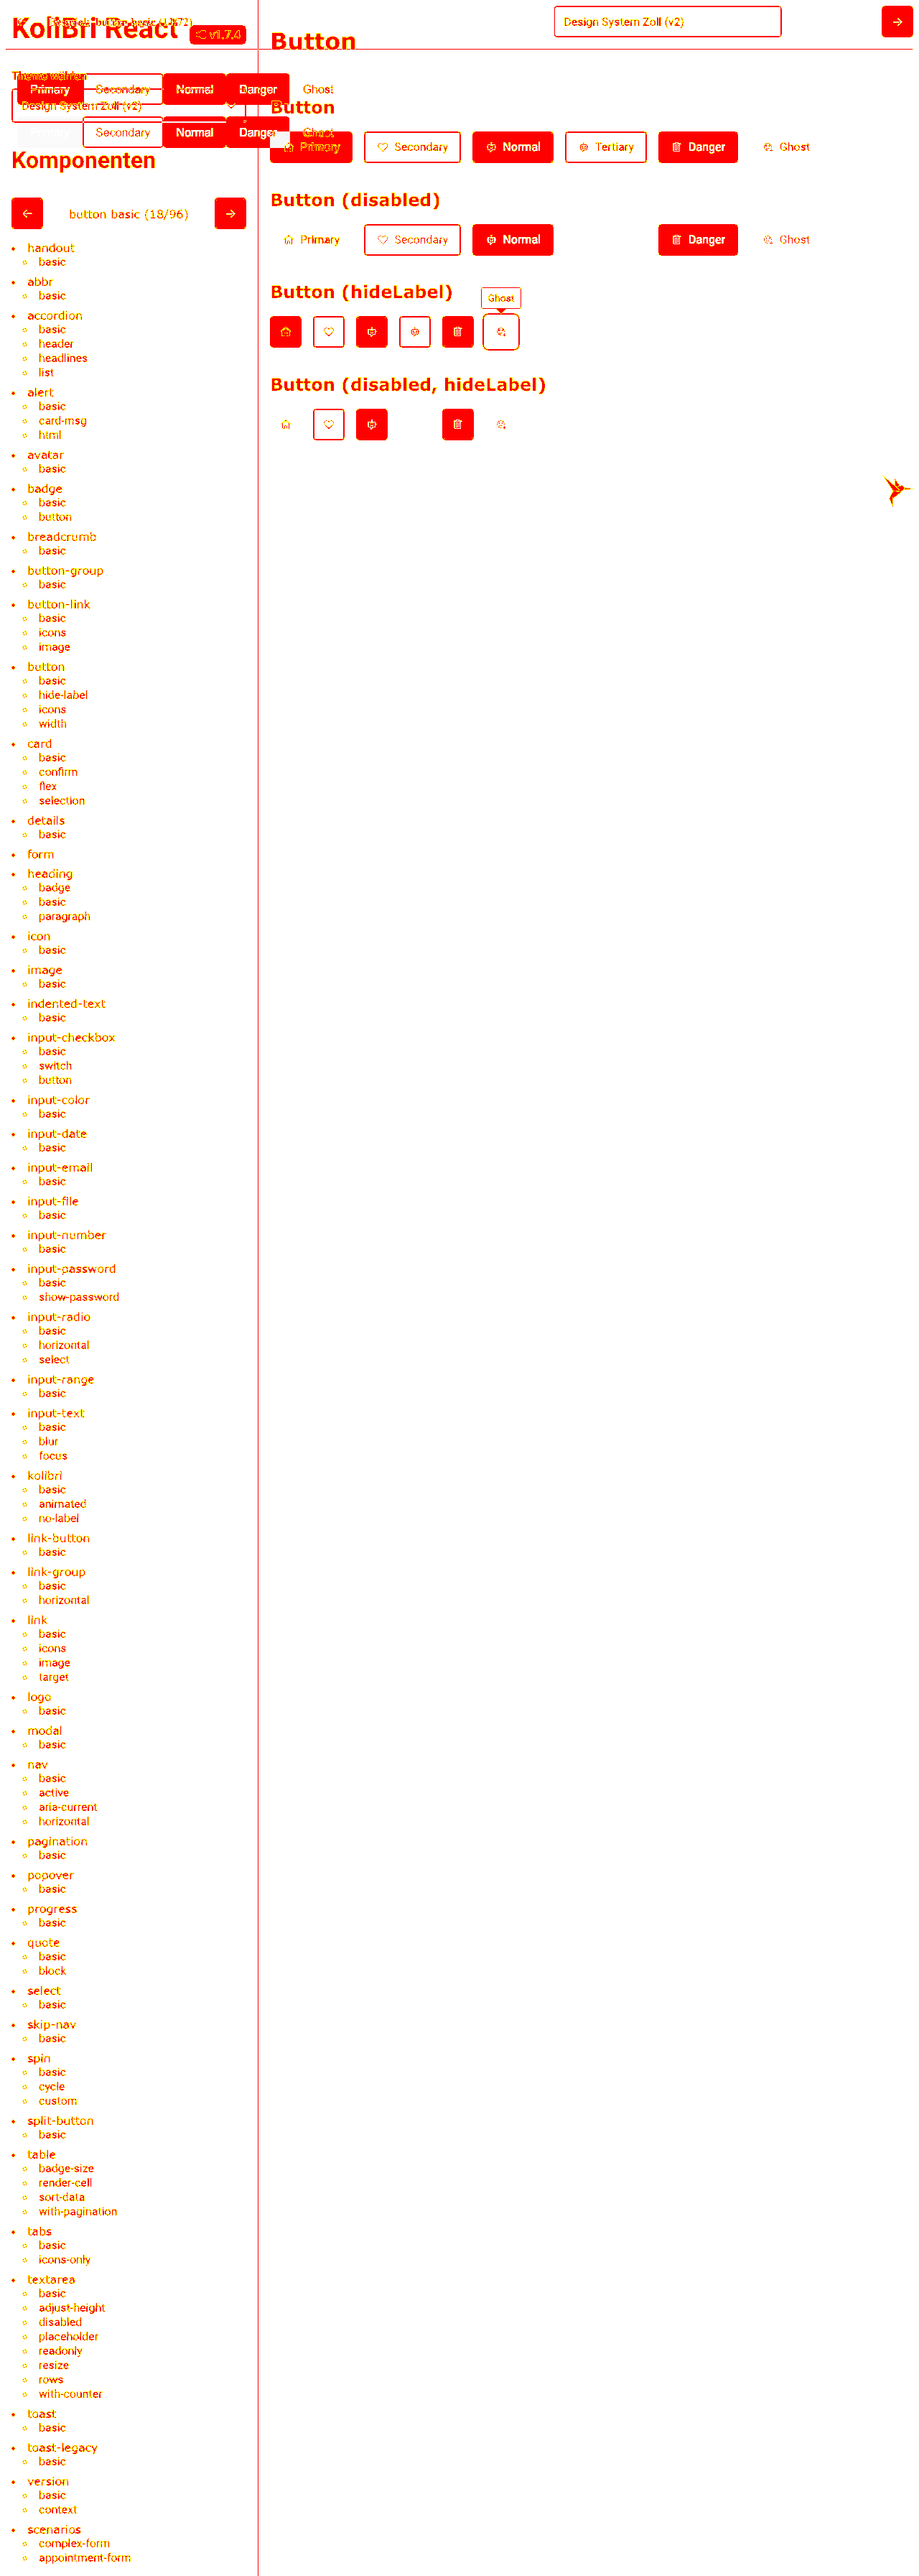 KoliBri React
v1.7.4
Design System Zoll (v2)
Button
Primary Secondary Normal Danger Ghost
Design System Zoll (v2)
Button
Secondary Normal Danger Ghost
Primary Secondary Normal Tertiary Danger Ghost
Komponenten
button basic (18/96)
Button (disabled)
Primary Secondary Normal Danger Ghost
Button (hideLabel)
Ghost
Button (disabled, hideLabel)
handout
basic
abbr
basic
accordion
basic
header
headlines
list
alert
basic
card-msg
html
avatar
basic
badge
basic
button
breadcrumb
basic
button-group
basic
button-link
basic
icons
image
button
basic
hide-label
icons
width
card
basic
confirm
flex
selection
details
basic
form
heading
badge
basic
paragraph
icon
basic
image
basic
indented-text
basic
input-checkbox
basic
switch
button
input-color
basic
input-date
basic
input-email
basic
input-file
basic
input-number
basic
input-password
basic
show-password
input-radio
basic
horizontal
select
input-range
basic
input-text
basic
blur
focus
kolibri
basic
animated
no-label
link-button
basic
link-group
basic
horizontal
link
basic
icons
image
target
logo
basic
modal
basic
nav
basic
active
aria-current
horizontal
pagination
basic
popover
basic
progress
basic
quote
basic
block
select
basic
skip-nav
basic
spin
basic
cycle
custom
split-button
basic
table
badge-size
render-cell
sort-data
with-pagination
tabs
basic
icons-only
textarea
basic
adjust-height
disabled
placeholder
readonly
resize
rows
with-counter
toast
basic
toast-legacy
basic
version
basic
context
scenarios
complex-form
appointment-form